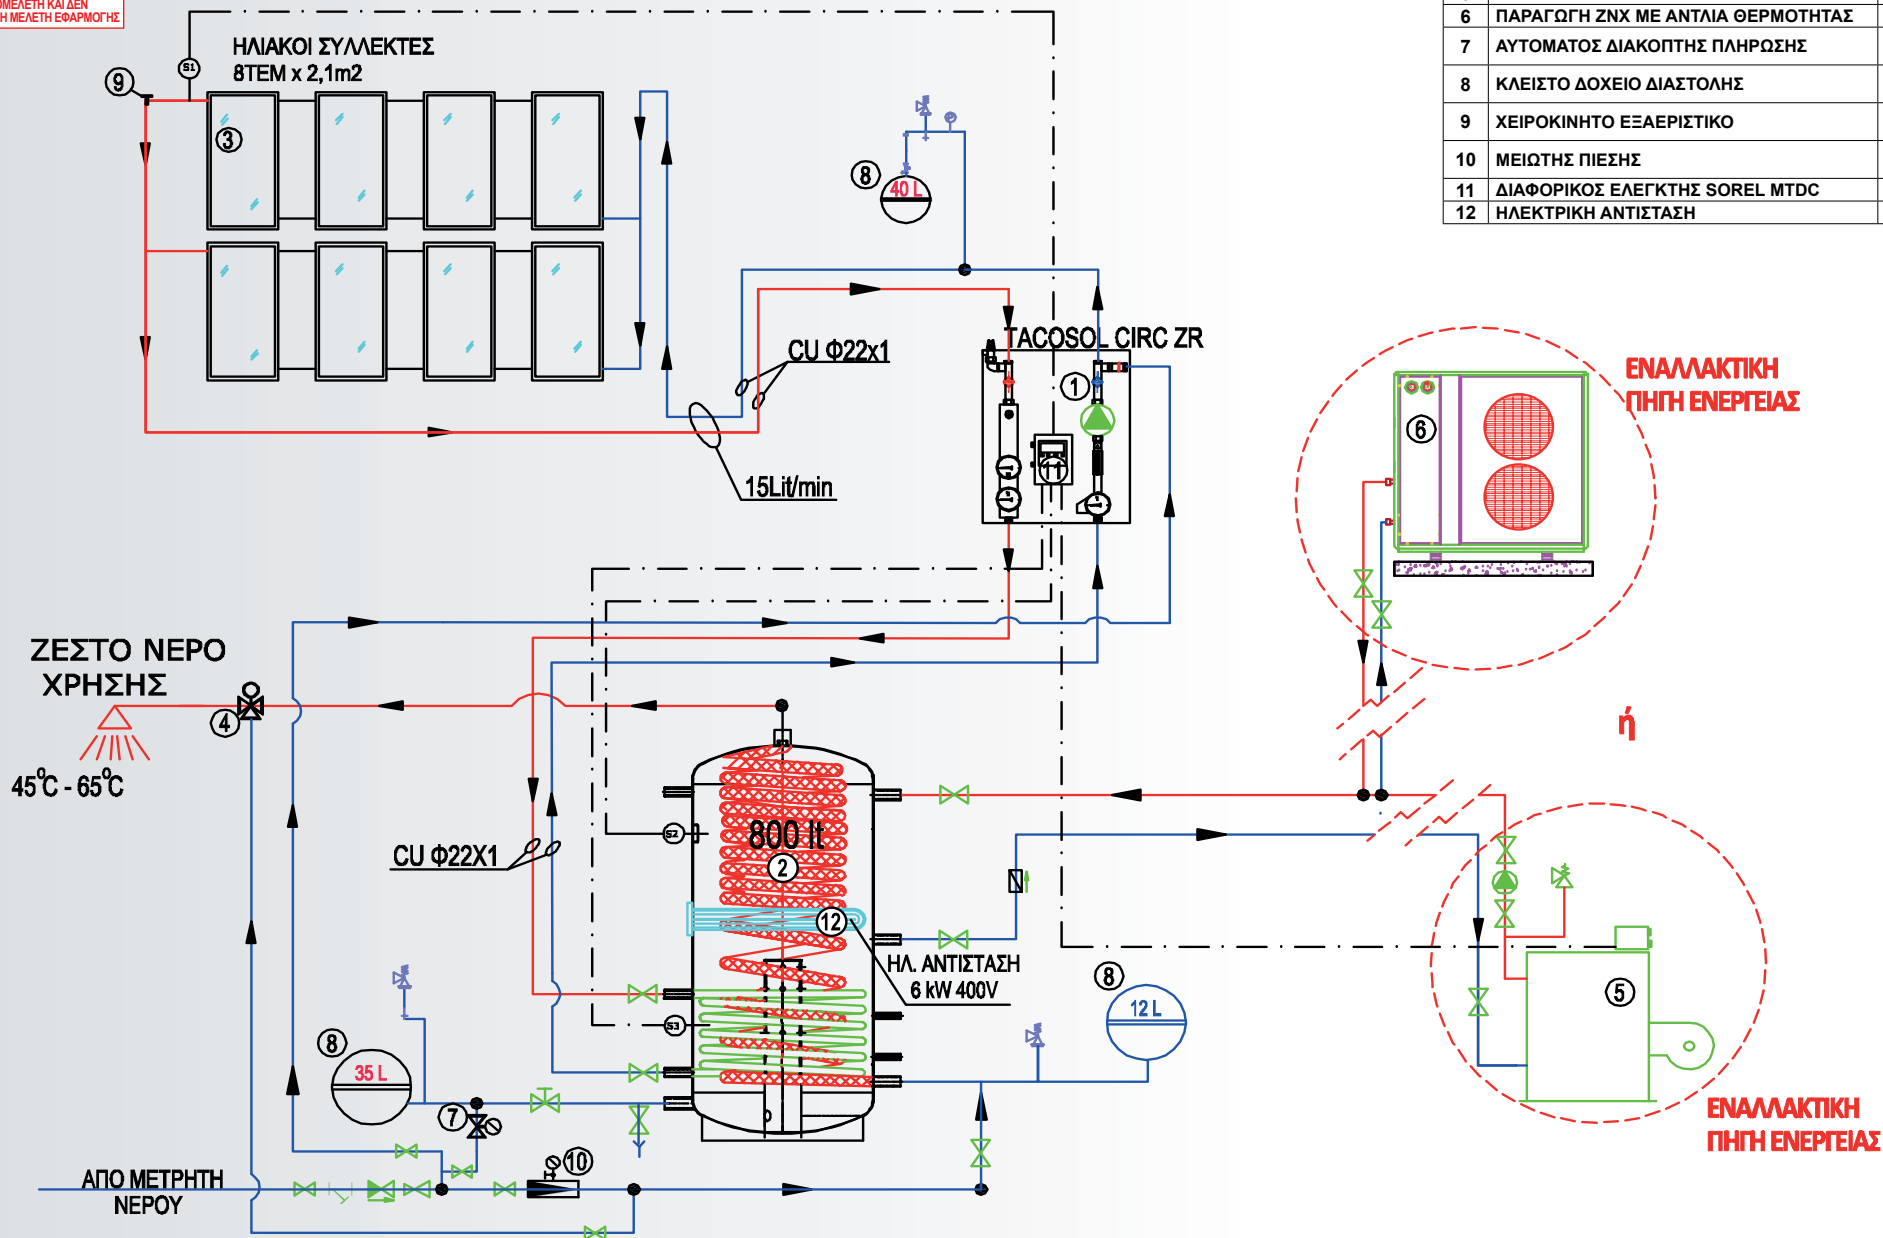 ΟΜΕΛΕΤΗ ΚΑΙ ΔΕΝ
Η ΜΕΛΕΤΗ ΕΦΑΡΜΟΓΗΣ
ΗΛΙΑΚΟΙ ΣΥΛΛΕΚΤΕΣ
8ΤΕΜ x 2,1m2
S1
9
3
8
40 L
6 ΠΑΡΑΓΩΓΗ ΖΝΧ ΜΕ ΑΝΤΛΙΑ ΘΕΡΜΟΤΗΤΑΣ
7 ΑΥΤΟΜΑΤΟΣ ΔΙΑΚΟΠΤΗΣ ΠΛΗΡΩΣΗΣ
8 ΚΛΕΙΣΤΟ ΔΟΧΕΙΟ ΔΙΑΣΤΟΛΗΣ
9 ΧΕΙΡΟΚΙΝΗΤΟ ΕΞΑΕΡΙΣΤΙΚΟ
10 ΜΕΙΩΤΗΣ ΠΙΕΣΗΣ
11 ΔΙΑΦΟΡΙΚΟΣ ΕΛΕΓΚΤΗΣ SOREL MTDC
12 ΗΛΕΚΤΡΙΚΗ ΑΝΤΙΣΤΑΣΗ
TACOSOL CIRC ZR
CU Φ22x1
1
11
15Lit/min
ΕΝΑΛΛΑΚΤΙΚΗ
ΠΗΓΗ ΕΝΕΡΓΕΙΑΣ
6
ή
ΖΕΣΤΟ ΝΕΡΟ
ΧΡΗΣΗΣ
4
45°C - 65°C
CU Φ22X1
S2
800 lt
2
12
ΗΛ. ΑΝΤΙΣΤΑΣΗ
6 kW 400V
S3
8
12 L
5
8
35 L
7
10
ΑΠΟ ΜΕΤΡΗΤΗ
ΝΕΡΟΥ
ΕΝΑΛΛΑΚΤΙΚΗ
ΠΗΓΗ ΕΝΕΡΓΕΙΑΣ